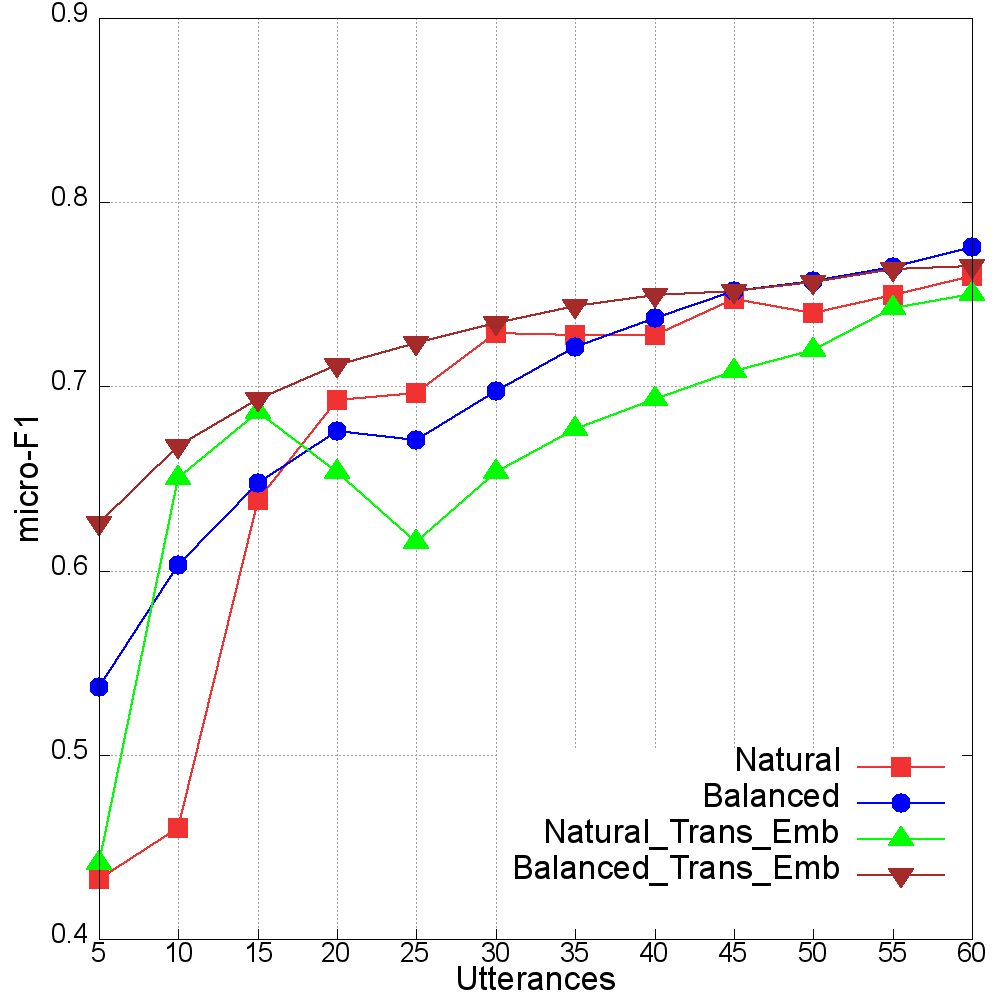 0.9
0.8
0.7
0.6
0.5
0.4
micro-F1
Natural
Balanced
Natural_Trans_Emb
Balanced_Trans_Emb
5 10 15 20 25 30 35 40 45 50 55 60
Utterances